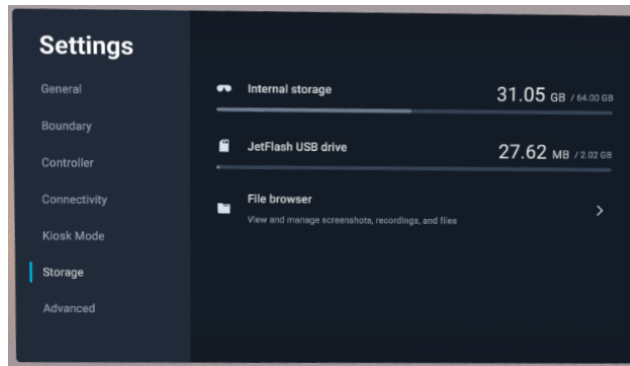 Settings
General
Boundary
Controller
Connectivity
Kiosk Mode
Storage
Advanced
Internal storage
31.05 GB / 64.00 GB
JetFlash USB drive
27.62 MB / 2.02 GB
File browser
View and manage screenshots, recordings, and files